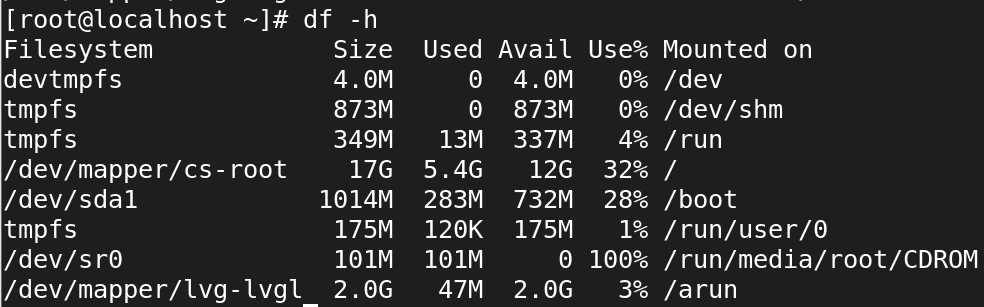 [root@localhost ~]# df -h
Filesystem            Size  Used Avail Use% Mounted on
devtmpfs              4.0M     0  4.0M   0% /dev
tmpfs                 873M     0  873M   0% /dev/shm
tmpfs                 349M   13M  337M   4% /run
/dev/mapper/cs-root    17G  5.4G   12G  32% /
/dev/sda1            1014M  283M  732M  28% /boot
tmpfs                 175M  120K  175M   1% /run/user/0
/dev/sr0              101M  101M     0 100% /run/media/root/CDROM
/dev/mapper/lvg-lvgl_ 2.0G   47M  2.0G   3% /arun